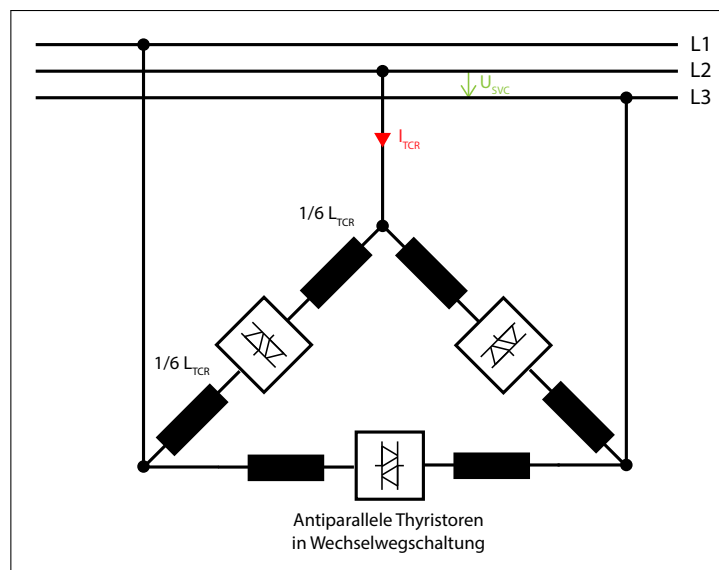 L1
L2
U_SVC
L3
I_TCR
1/6 L_TCR
1/6 L_TCR
Antiparallele Thyristoren
in Wechselwegschaltung